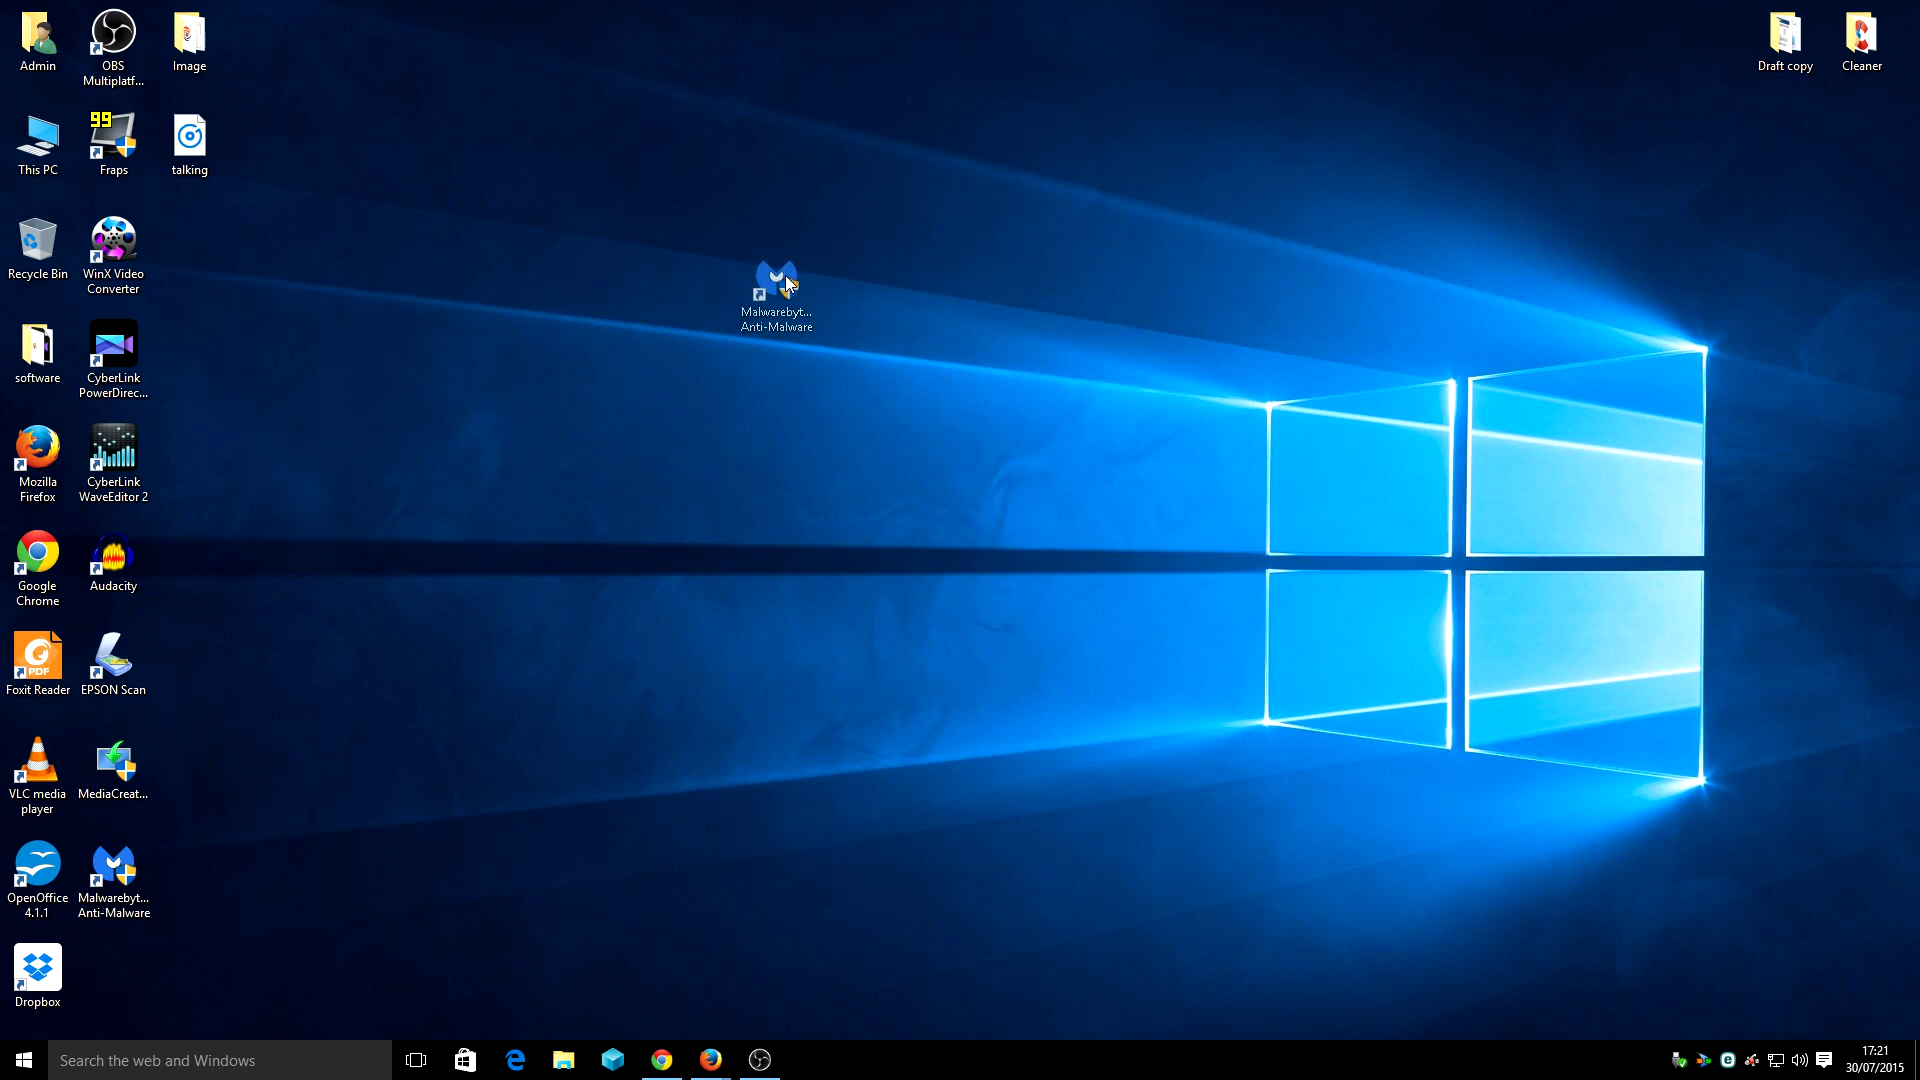 Admin
OBS
Multiplatf...
Image
Draft copy
Cleaner
This PC
99
Fraps
talking
Recycle Bin
WinX Video
Converter
Malwarebyt...
Anti-Malware
software
CyberLink
PowerDirec...
Mozilla
Firefox
CyberLink
WaveEditor 2
Google
Chrome
Audacity
PDF
Foxit Reader
EPSON Scan
VLC media
player
MediaCreat...
OpenOffice
4.1.1
Malwarebyt...
Anti-Malware
Dropbox
Search the web and Windows
17:21
30/07/2015